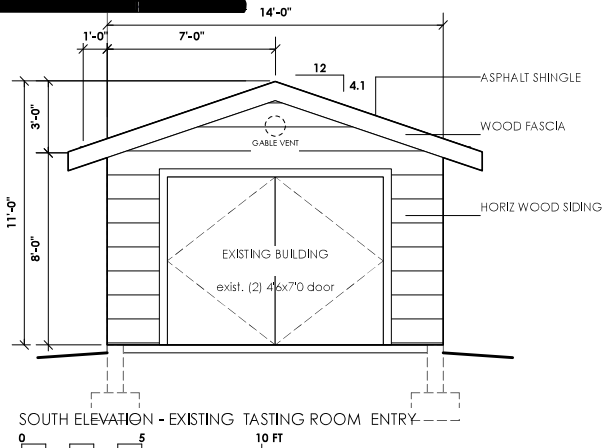 14'-0"
1'-0"
7'-0"
12
4.1
ASPHALT SHINGLE
3'-0"
WOOD FASCIA
GABLE VENT
11'-0"
HORIZ WOOD SIDING
8'-0"
EXISTING BUILDING
exist. (2) 4'6x7'0 door
SOUTH ELEVATION - EXISTING TASTING ROOM ENTRY
0 5 10 FT